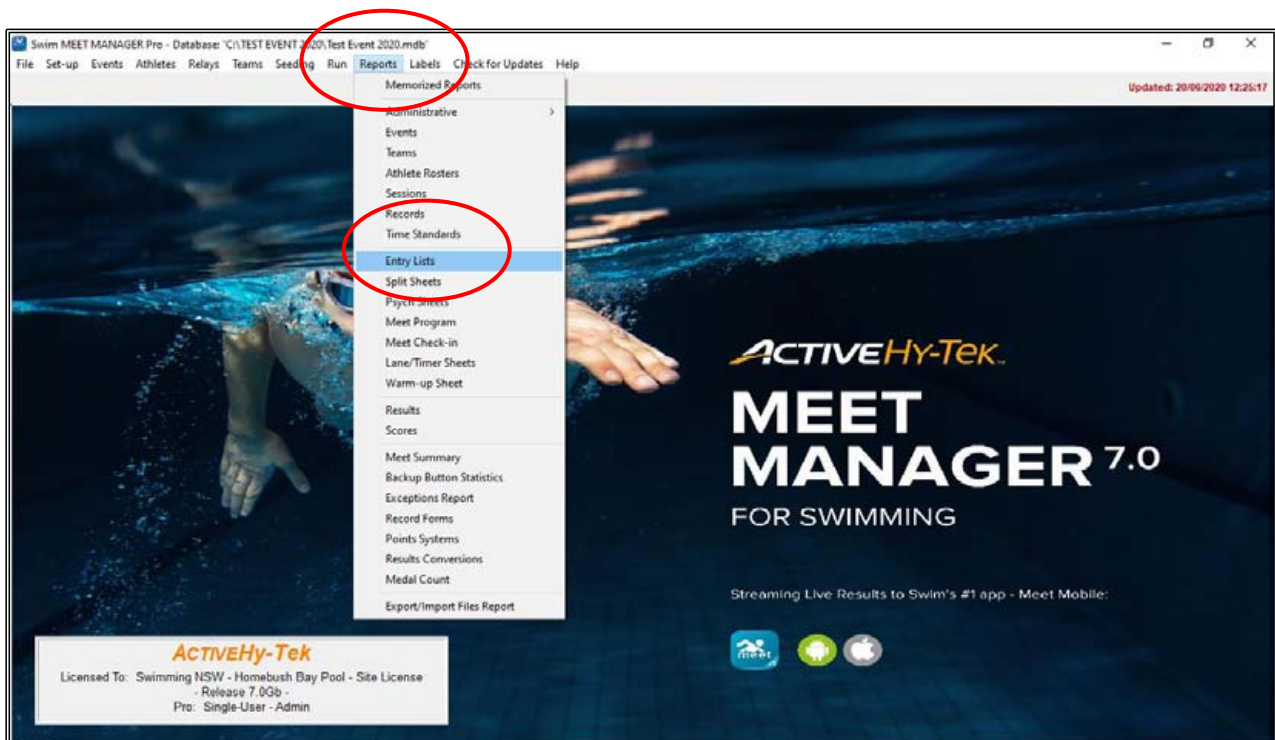 Swim MEET MANAGER Pro - Database: 'C:\TEST EVENT 2020\Test Event 2020.mdb'
File Set-up Events Athletes Relays Teams Seeding Run Reports Labels Check for Updates Help
Updated: 20/06/2020 12:25:17
Memorized Reports
Administrative
Events
Teams
Athlete Rosters
Sessions
Records
Time Standards
Entry Lists
Split Sheets
Psych Sheets
Meet Program
Meet Check-in
Lane/Timer Sheets
Warm-up Sheet
Results
Scores
Meet Summary
Backup Button Statistics
Exceptions Report
Record Forms
Points Systems
Results Conversions
Medal Count
Export/Import Files Report
ACTIVEHY-TEK
MEET
MANAGER 7.0
FOR SWIMMING
Streaming Live Results to Swim's #1 app - Meet Mobile:
meet
ACTIVEHy-Tek
Licensed To: Swimming NSW - Homebush Bay Pool - Site License
- Release 7.0Gb -
Pro: Single-User - Admin